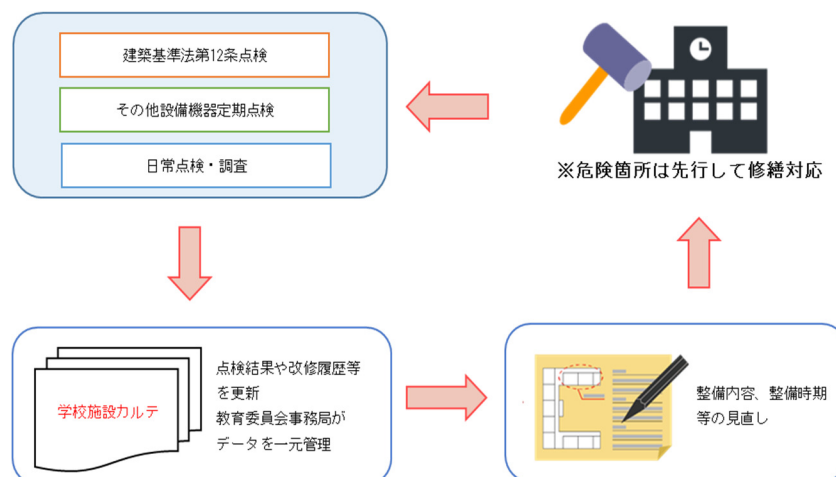 建築基準法第12条点検
その他設備機器定期点検
日常点検・調査
※危険箇所は先行して修繕対応
学校施設カルテ
点検結果や改修履歴等
を更新
教育委員会事務局が
データを一元管理
整備内容、整備時期
等の見直し